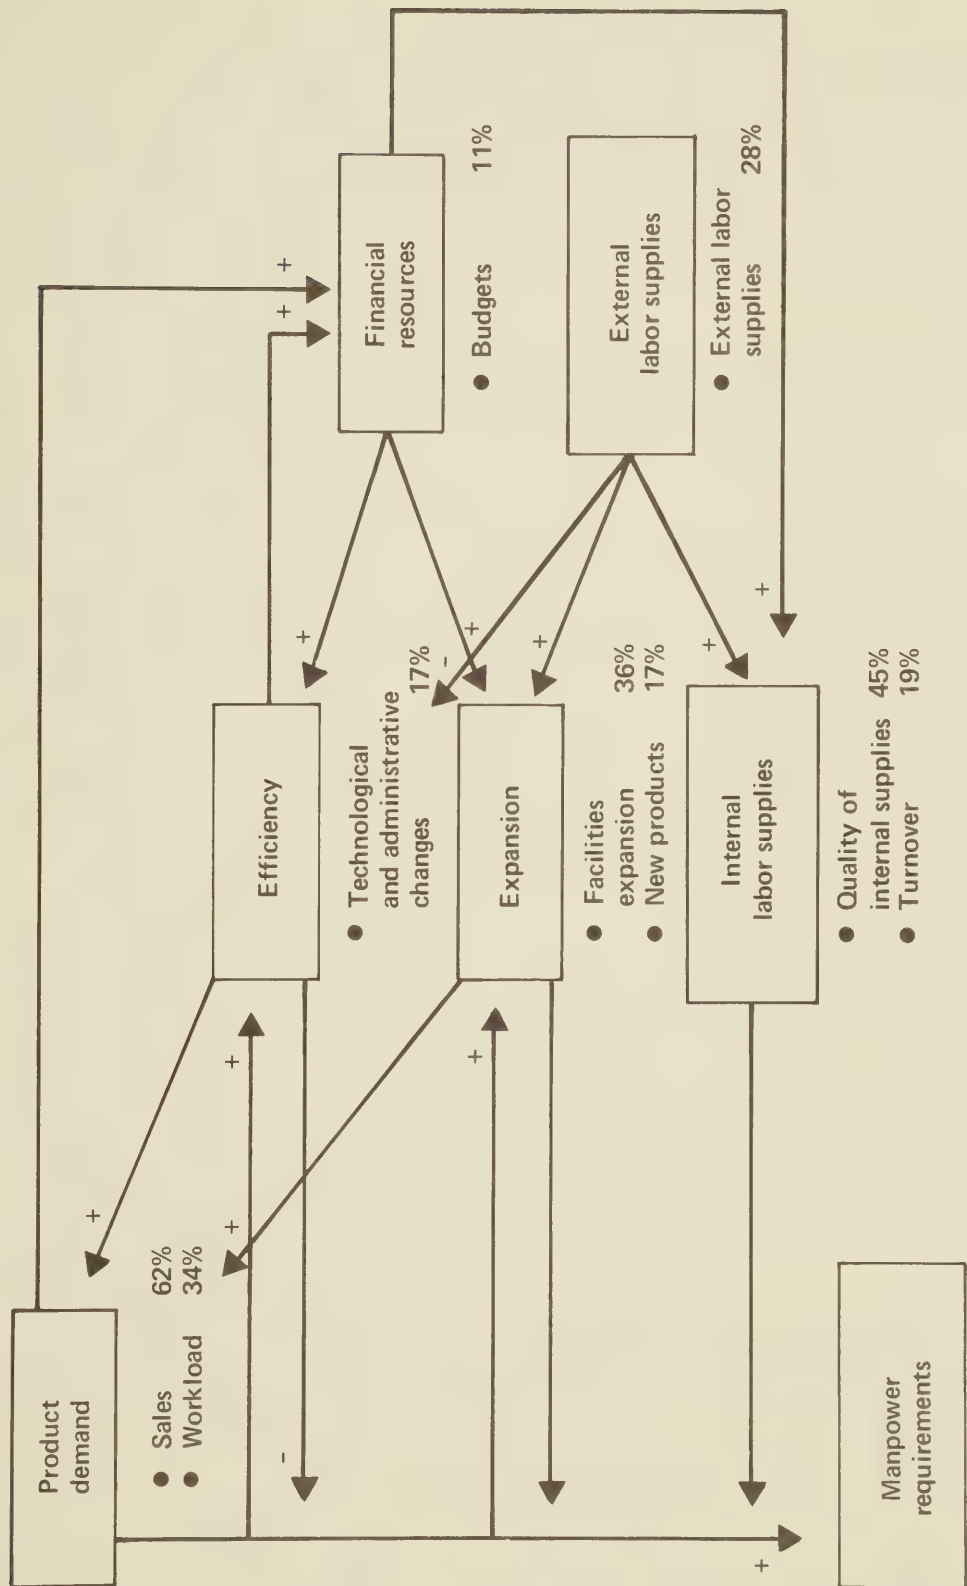 Product
demand
● Sales 62%
● Workload 34%
+
+
+
-
+
Efficiency
● Technological
and administrative
changes 17%
+
+
+
Financial
resources
● Budgets 11%
+
+
-
+
Expansion
● Facilities
expansion 36%
● New products 17%
External
labor supplies
● External labor
supplies 28%
+
+
Internal
labor supplies
● Quality of
internal supplies 45%
● Turnover 19%
+
Manpower
requirements